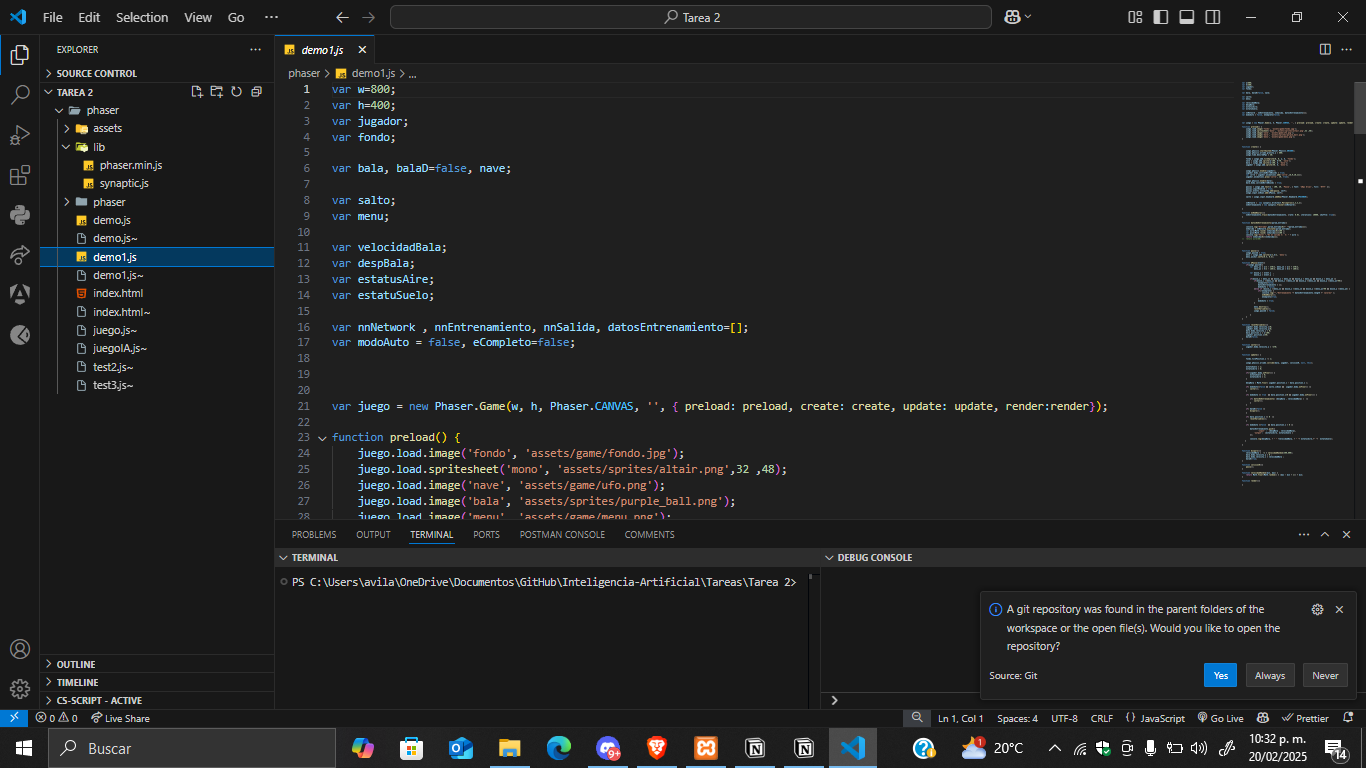 File Edit Selection View Go ··· Tarea 2
EXPLORER
SOURCE CONTROL
TAREA 2
phaser
assets
lib
phaser.min.js
synaptic.js
phaser
demo.js
demo.js~
demo1.js
demo1.js~
index.html
index.html~
juego.js~
juegoIA.js~
test2.js~
test3.js~
OUTLINE
TIMELINE
CS-SCRIPT - ACTIVE
demo1.js
phaser > demo1.js > ...
1 var w=800;
2 var h=400;
3 var jugador;
4 var fondo;
5
6 var bala, balaD=false, nave;
7
8 var salto;
9 var menu;
10
11 var velocidadBala;
12 var despBala;
13 var estatusAire;
14 var estatuSuelo;
15
16 var nnNetwork , nnEntrenamiento, nnSalida, datosEntrenamiento=[];
17 var modoAuto = false, eCompleto=false;
18
19
20
21 var juego = new Phaser.Game(w, h, Phaser.CANVAS, '', { preload: preload, create: create, update: update, render:render});
22
23 function preload() {
24 juego.load.image('fondo', 'assets/game/fondo.jpg');
25 juego.load.spritesheet('mono', 'assets/sprites/altair.png',32 ,48);
26 juego.load.image('nave', 'assets/game/ufo.png');
27 juego.load.image('bala', 'assets/sprites/purple_ball.png');
28 juego.load.image('menu', 'assets/game/menu.png');
PROBLEMS OUTPUT TERMINAL PORTS POSTMAN CONSOLE COMMENTS
TERMINAL
PS C:\Users\avila\OneDrive\Documentos\GitHub\Inteligencia-Artificial\Tareas\Tarea 2>
DEBUG CONSOLE
A git repository was found in the parent folders of the
workspace or the open file(s). Would you like to open the
repository?
Source: Git
Yes Always Never
0 0 Live Share
Ln 1, Col 1 Spaces: 4 UTF-8 CRLF {} JavaScript Go Live Prettier
Buscar
9+
1
20°C
10:32 p. m.
20/02/2025
14